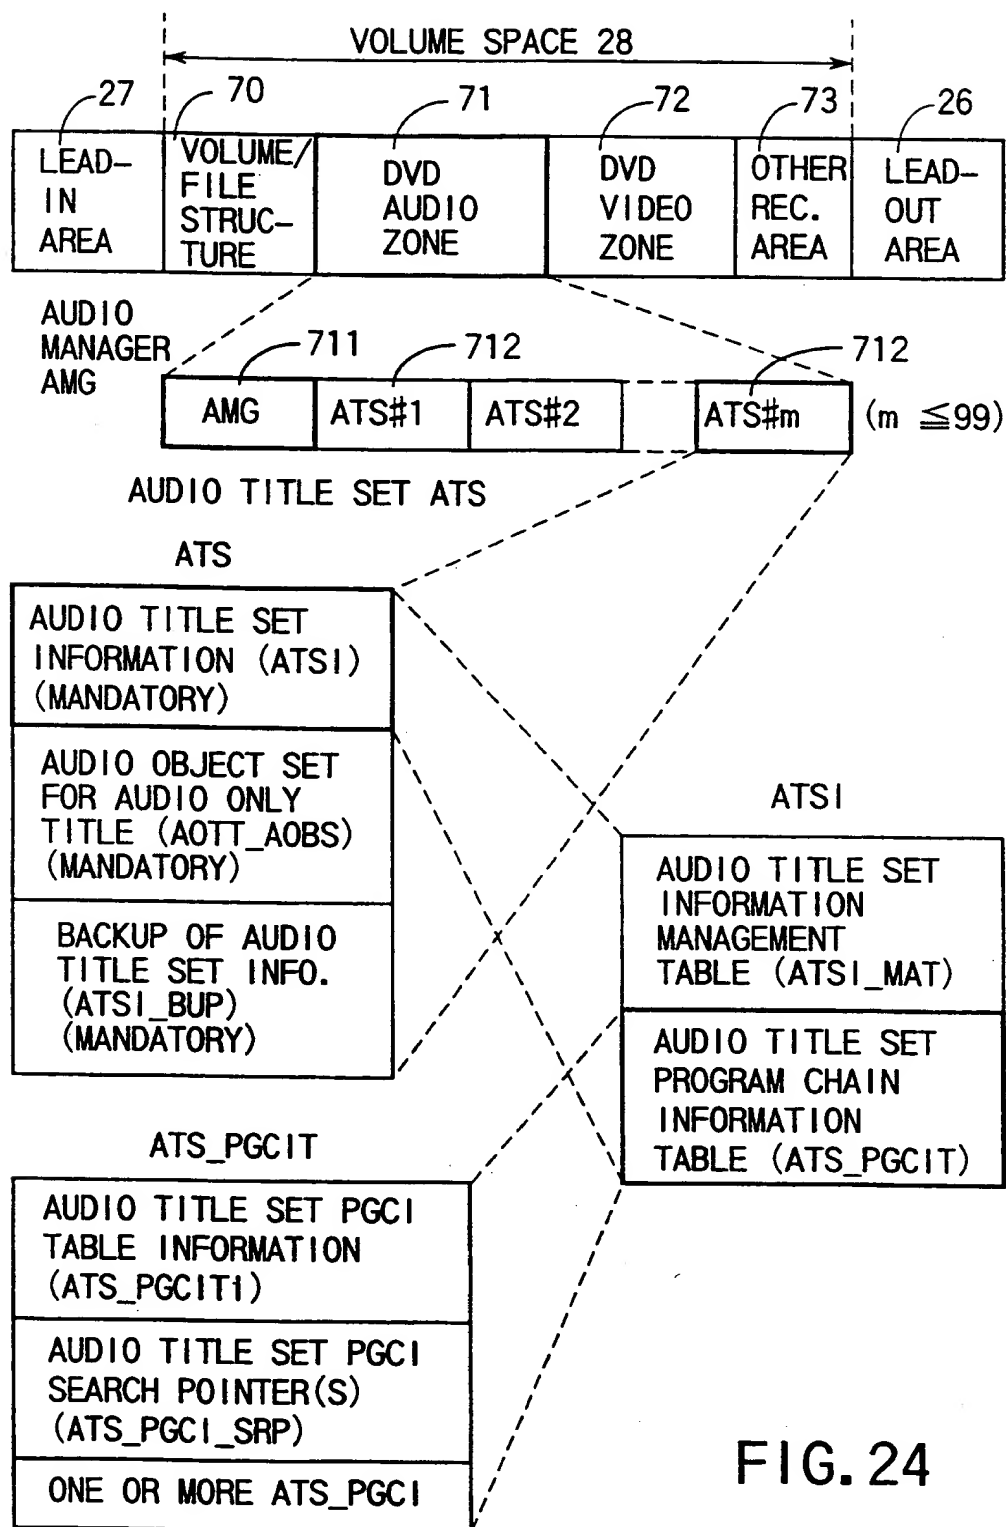 VOLUME SPACE 28
27
70
71
72
73
26
LEAD-
IN
AREA
VOLUME/
FILE
STRUC-
TURE
DVD
AUDIO
ZONE
DVD
VIDEO
ZONE
OTHER
REC.
AREA
LEAD-
OUT
AREA
AUDIO
MANAGER
AMG
711
712
712
AMG
ATS#1
ATS#2
ATS#m
(m ≦99)
AUDIO TITLE SET ATS
ATS
AUDIO TITLE SET
INFORMATION (ATSI)
(MANDATORY)
AUDIO OBJECT SET
FOR AUDIO ONLY
TITLE (AOTT_AOBS)
(MANDATORY)
BACKUP OF AUDIO
TITLE SET INFO.
(ATSI_BUP)
(MANDATORY)
ATSI
AUDIO TITLE SET
INFORMATION
MANAGEMENT
TABLE (ATSI_MAT)
AUDIO TITLE SET
PROGRAM CHAIN
INFORMATION
TABLE (ATS_PGCIT)
ATS_PGCIT
AUDIO TITLE SET PGCI
TABLE INFORMATION
(ATS_PGCITi)
AUDIO TITLE SET PGCI
SEARCH POINTER(S)
(ATS_PGCI_SRP)
ONE OR MORE ATS_PGCI
FIG. 24